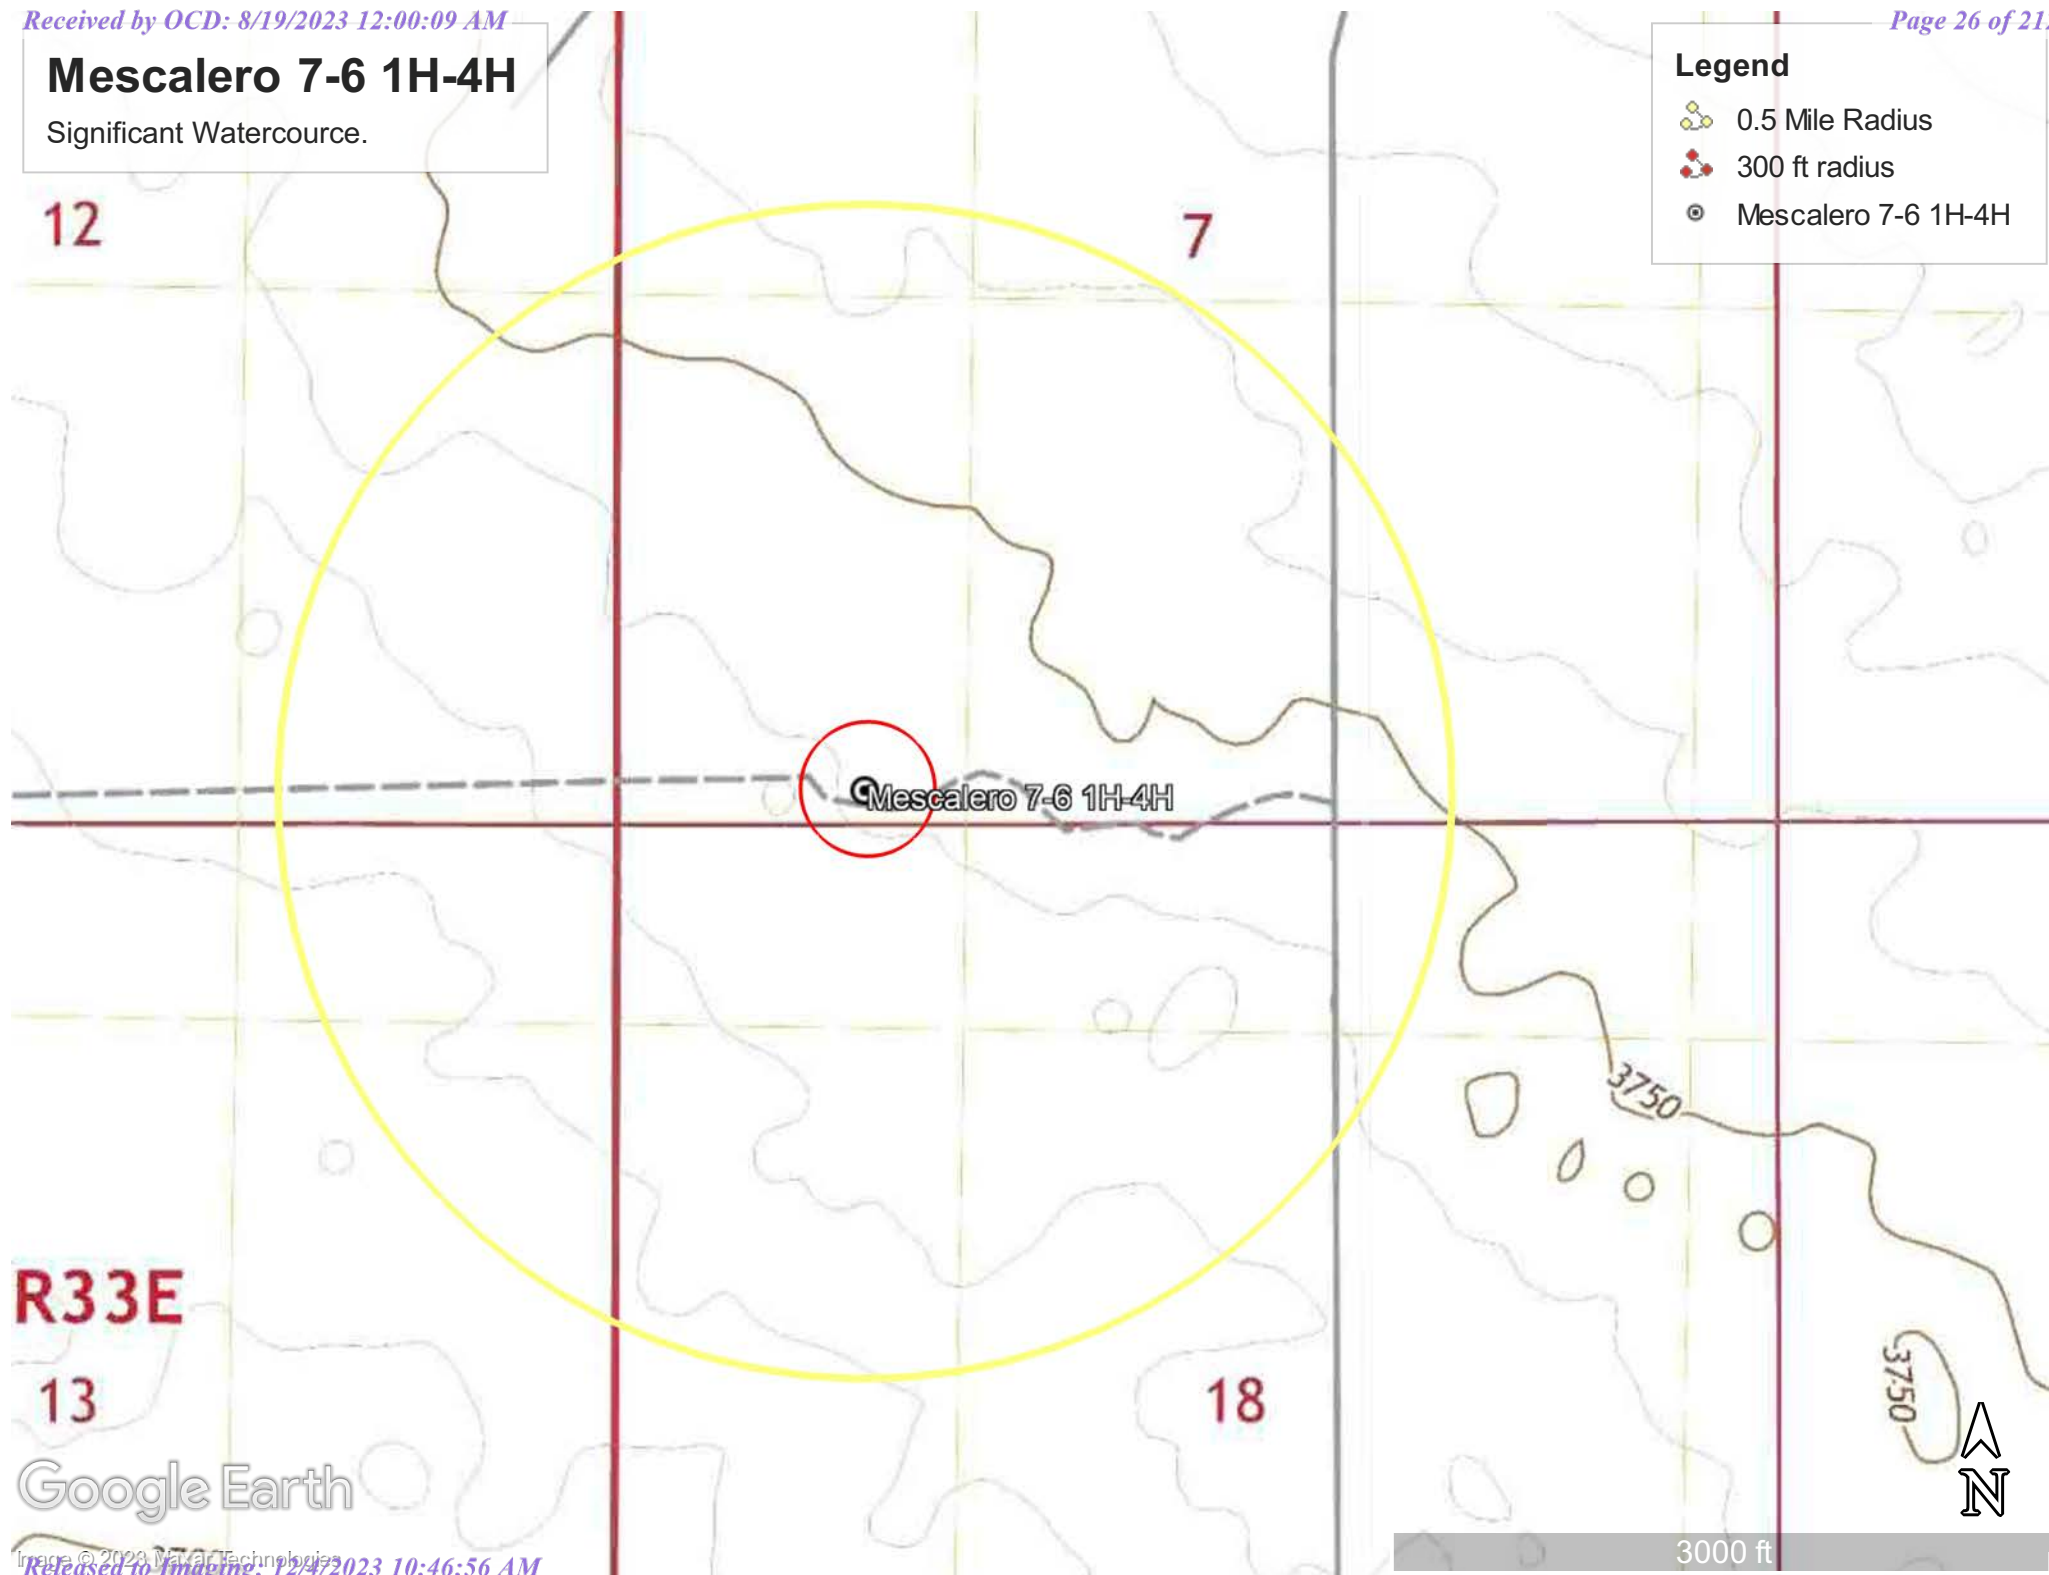 Received by OCD: 8/19/2023 12:00:09 AM
Page 26 of 21
Mescalero 7-6 1H-4H
Significant Watercource.
Legend
0.5 Mile Radius
300 ft radius
Mescalero 7-6 1H-4H
12
7
Mescalero 7-6 1H-4H
3750
R33E
13
18
3750
Google Earth
N
3000 ft
Image © 2023 Maxar Technologies
Released to Imaging: 12/4/2023 10:46:56 AM